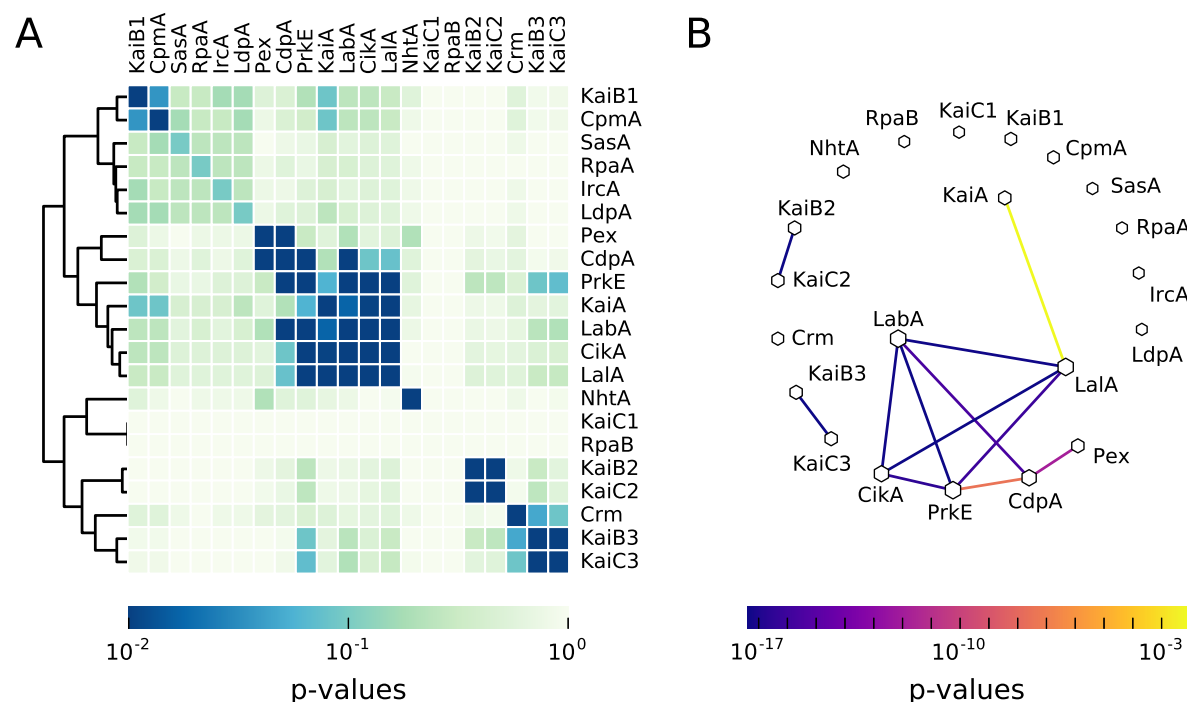 A
B
KaiB1 CpmA SasA RpaA IrcA LdpA Pex CdpA PrkE KaiA LabA CikA LalA NhtA KaiC1 RpaB KaiB2 KaiC2 Crm KaiB3 KaiC3
KaiB1
CpmA
SasA
RpaA
IrcA
LdpA
Pex
CdpA
PrkE
KaiA
LabA
CikA
LalA
NhtA
KaiC1
RpaB
KaiB2
KaiC2
Crm
KaiB3
KaiC3
10-2 10-1 100
p-values
KaiC1
RpaB
KaiB1
NhtA
CpmA
SasA
KaiA
KaiB2
RpaA
KaiC2
IrcA
LabA
Crm
LdpA
KaiB3
LalA
KaiC3
Pex
CikA
CdpA
PrkE
10-17 10-10 10-3
p-values